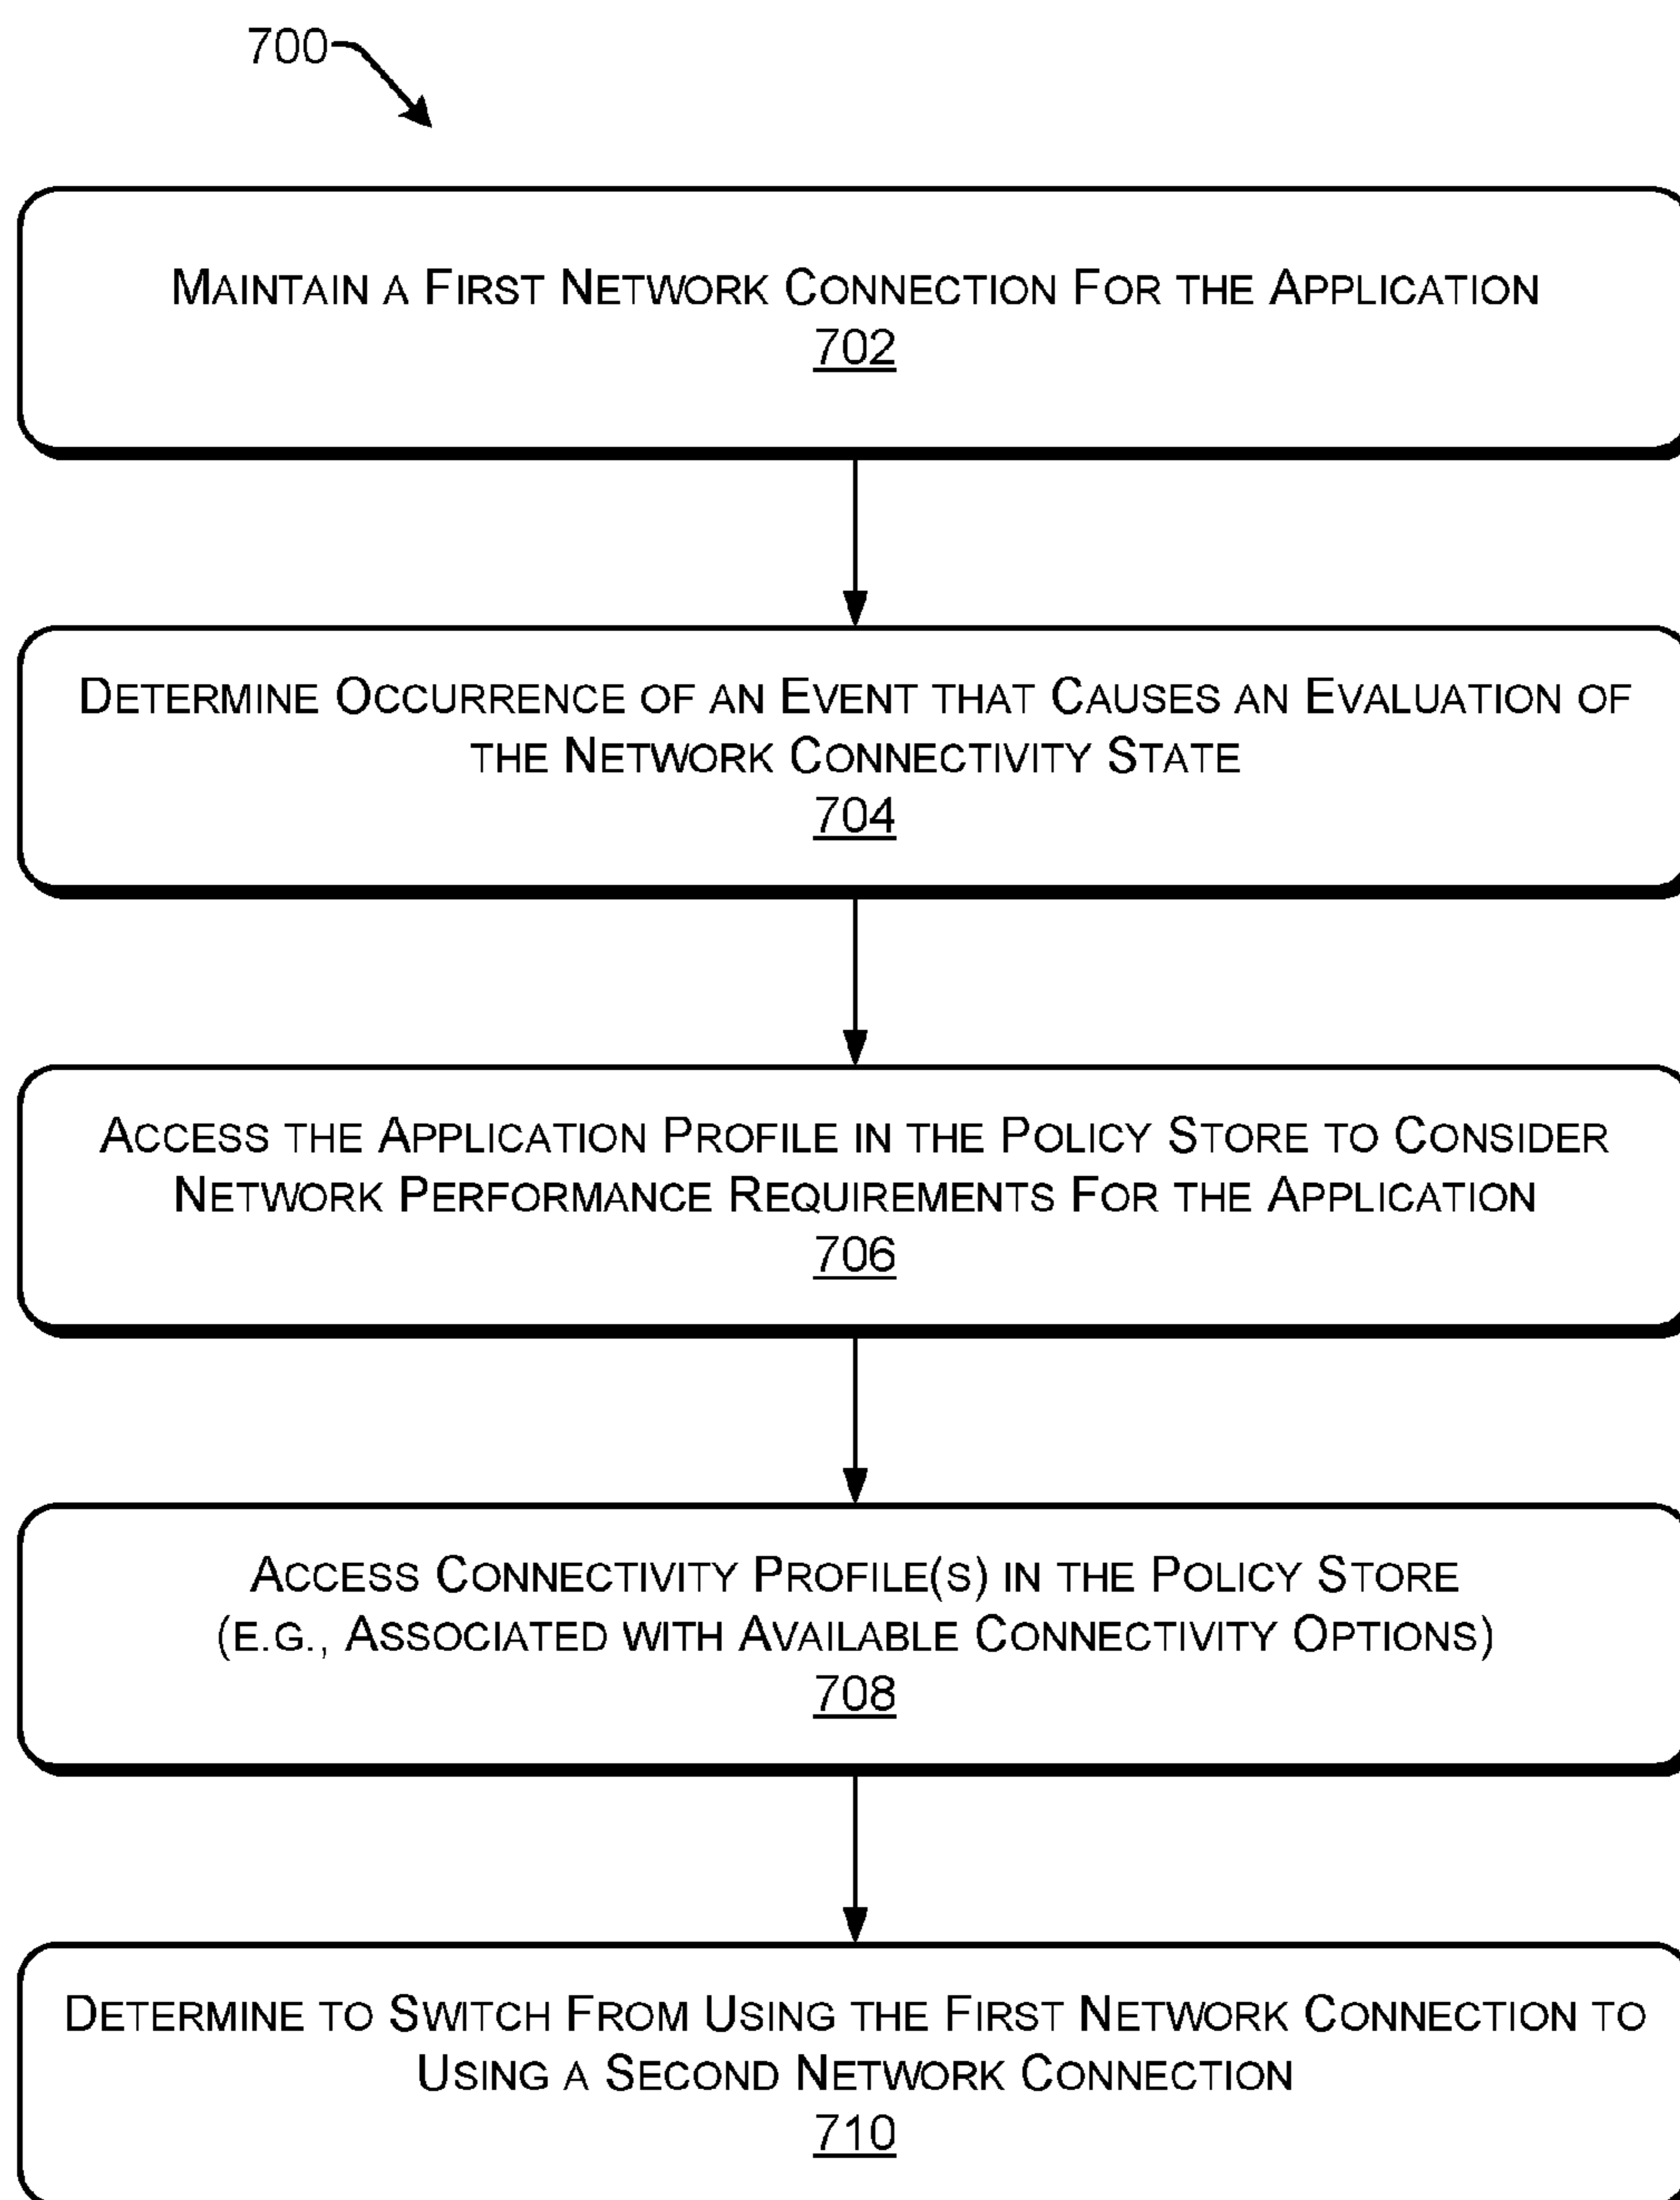 700
MAINTAIN A FIRST NETWORK CONNECTION FOR THE APPLICATION
702
DETERMINE OCCURRENCE OF AN EVENT THAT CAUSES AN EVALUATION OF
THE NETWORK CONNECTIVITY STATE
704
ACCESS THE APPLICATION PROFILE IN THE POLICY STORE TO CONSIDER
NETWORK PERFORMANCE REQUIREMENTS FOR THE APPLICATION
706
ACCESS CONNECTIVITY PROFILE(S) IN THE POLICY STORE
(E.G., ASSOCIATED WITH AVAILABLE CONNECTIVITY OPTIONS)
708
DETERMINE TO SWITCH FROM USING THE FIRST NETWORK CONNECTION TO
USING A SECOND NETWORK CONNECTION
710